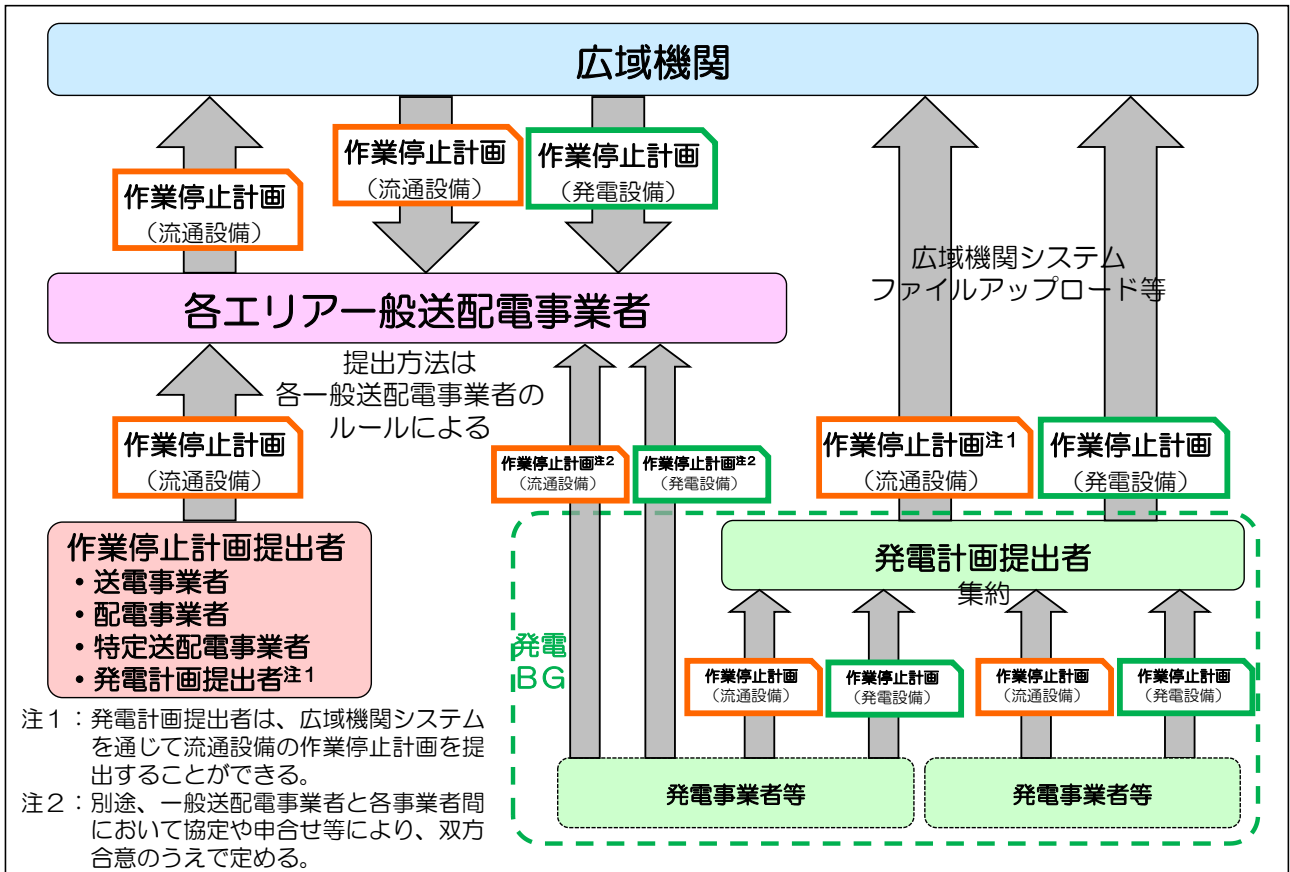 広域機関
作業停止計画
(流通設備)
作業停止計画
(流通設備)
作業停止計画
(発電設備)
広域機関システム
ファイルアップロード等
各エリア一般送配電事業者
提出方法は
各一般送配電事業者の
ルールによる
作業停止計画
(流通設備)
作業停止計画注2
(流通設備)
作業停止計画注2
(発電設備)
作業停止計画注1
(流通設備)
作業停止計画
(発電設備)
作業停止計画提出者
・送電事業者
・配電事業者
・特定送配電事業者
・発電計画提出者注1
発電計画提出者
集約
発電
BG
作業停止計画
(流通設備)
作業停止計画
(発電設備)
作業停止計画
(流通設備)
作業停止計画
(発電設備)
発電事業者等
発電事業者等
注1:発電計画提出者は、広域機関システム
を通じて流通設備の作業停止計画を提
出することができる。
注2:別途、一般送配電事業者と各事業者間
において協定や申合せ等により、双方
合意のうえで定める。